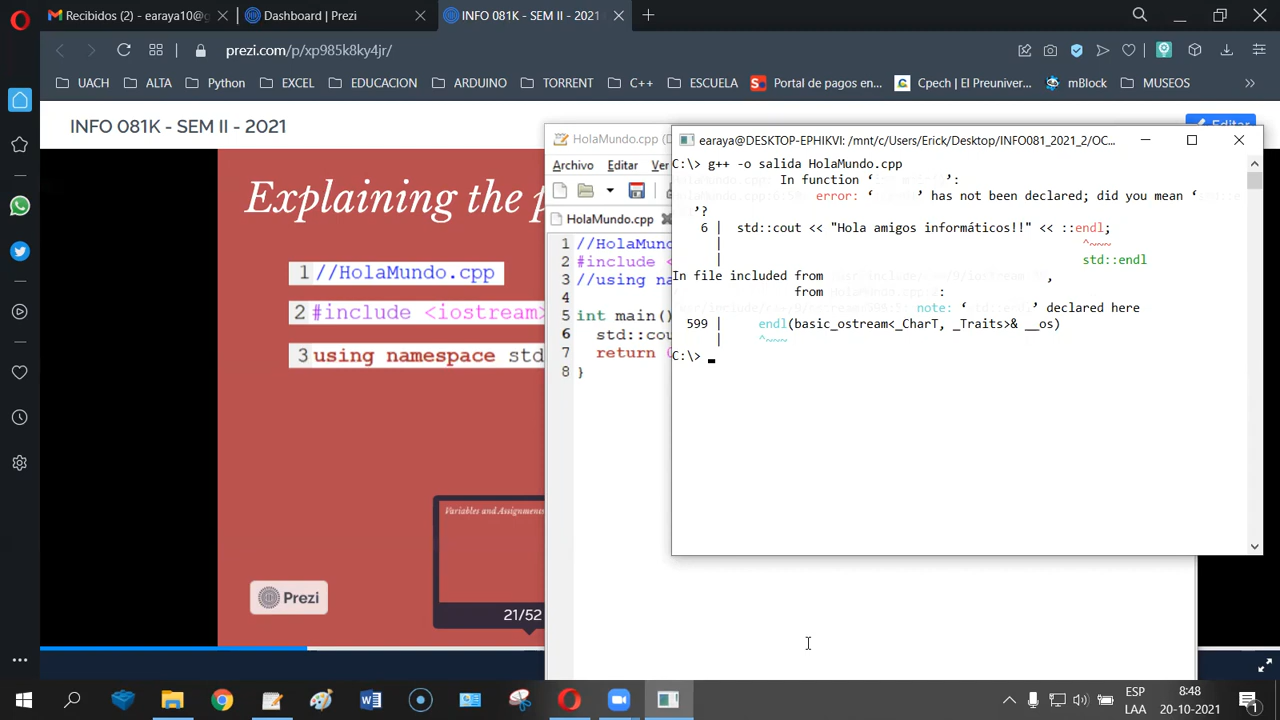 Recibidos (2) - earaya10@g
Dashboard | Prezi
INFO 081K - SEM II - 2021
prezi.com/p/xp985k8ky4jr/
UACH
ALTA
Python
EXCEL
EDUCACION
ARDUINO
TORRENT
C++
ESCUELA
Portal de pagos en...
Cpech | El Preuniver...
mBlock
MUSEOS
INFO 081K - SEM II - 2021
Editar
Explaining the p
1 //HolaMundo.cpp
2 #include <iostream>
3 using namespace std
Variables and Assignments
Prezi
21/52
HolaMundo.cpp (D
Archivo Editar Ver
HolaMundo.cpp
1 //HolaMund
2 #include <
3 //using na
4
5 int main()
6 std::cou
7 return 0
8 }
earaya@DESKTOP-EPHIKVI: /mnt/c/Users/Erick/Desktop/INFO081_2021_2/OC...
C:\> g++ -o salida HolaMundo.cpp
In function ‘ ’:
error: ‘ ’ has not been declared; did you mean ‘
’?
6 | std::cout << "Hola amigos informáticos!!" << ::endl;
| ^~~~
| std::endl
In file included from ,
from :
note: ‘ ’ declared here
599 | endl(basic_ostream<_CharT, _Traits>& __os)
| ^~~~
C:\>
ESP
LAA
8:48
20-10-2021
1